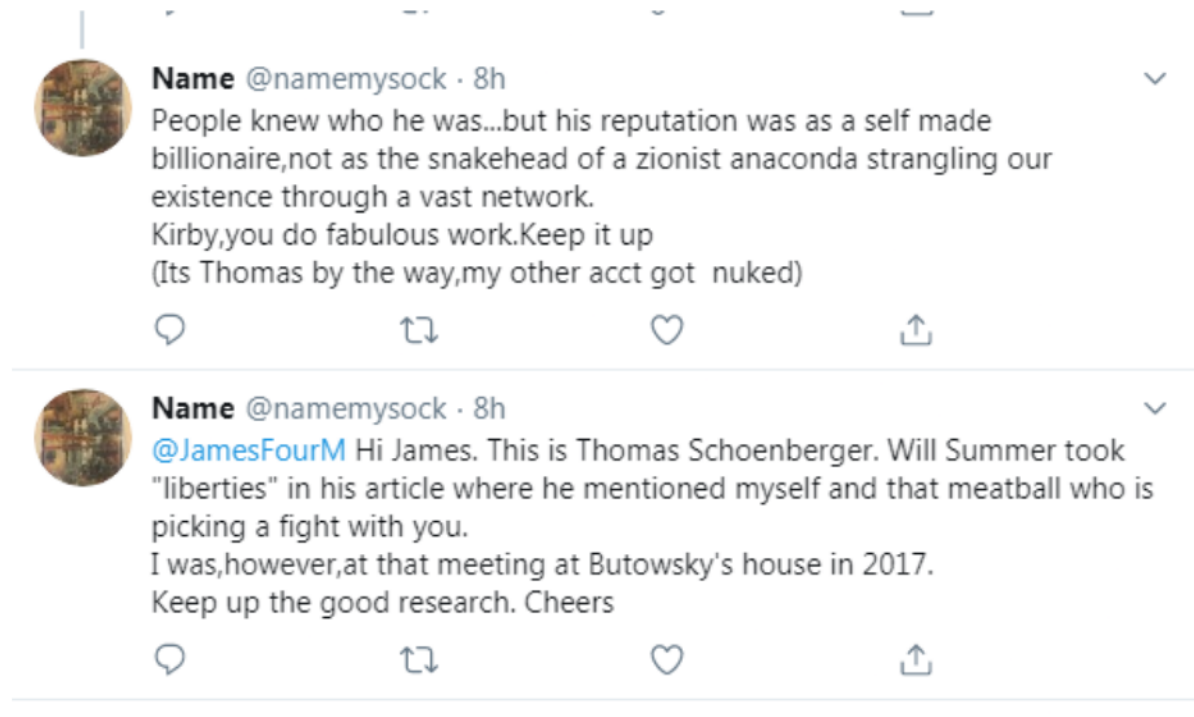 Name @namemysock · 8h
People knew who he was...but his reputation was as a self made
billionaire,not as the snakehead of a zionist anaconda strangling our
existence through a vast network.
Kirby,you do fabulous work.Keep it up
(Its Thomas by the way,my other acct got  nuked)
Name @namemysock · 8h
@JamesFourM Hi James. This is Thomas Schoenberger. Will Summer took
"liberties" in his article where he mentioned myself and that meatball who is
picking a fight with you.
I was,however,at that meeting at Butowsky's house in 2017.
Keep up the good research. Cheers